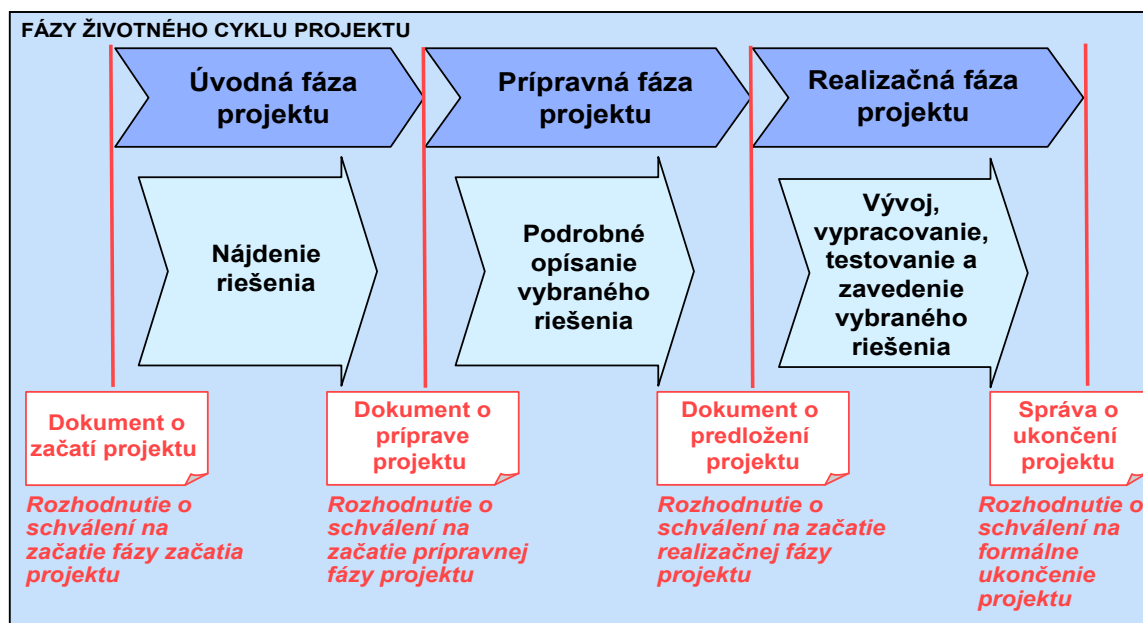 FÁZY ŽIVOTNÉHO CYKLU PROJEKTU
Úvodná fáza
projektu
Prípravná fáza
projektu
Realizačná fáza
projektu
Nájdenie
riešenia
Podrobné
opísanie
vybraného
riešenia
Vývoj,
vypracovanie,
testovanie a
zavedenie
vybraného
riešenia
Dokument o
začatí projektu
Dokument o
príprave
projektu
Dokument o
predložení
projektu
Správa o
ukončení
projektu
Rozhodnutie o
schválení na
začatie fázy začatia
projektu
Rozhodnutie o
schválení na
začatie prípravnej
fázy projektu
Rozhodnutie o
schválení na začatie
realizačnej fázy
projektu
Rozhodnutie o
schválení na
formálne
ukončenie
projektu